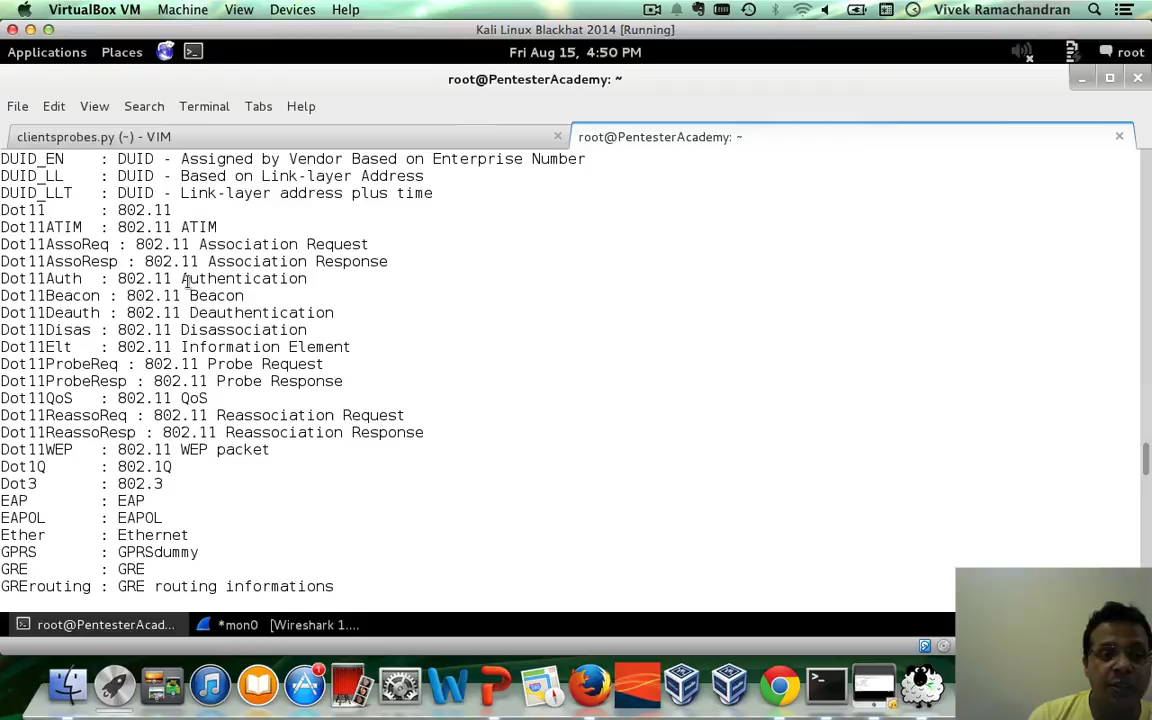 VirtualBox VM Machine View Devices Help Vivek Ramachandran
Kali Linux Blackhat 2014 [Running]
Applications Places Fri Aug 15, 4:50 PM root
root@PentesterAcademy: ~
File Edit View Search Terminal Tabs Help
clientsprobes.py (~) - VIM root@PentesterAcademy: ~
DUID_EN : DUID - Assigned by Vendor Based on Enterprise Number
DUID_LL : DUID - Based on Link-layer Address
DUID_LLT : DUID - Link-layer address plus time
Dot11 : 802.11
Dot11ATIM : 802.11 ATIM
Dot11AssoReq : 802.11 Association Request
Dot11AssoResp : 802.11 Association Response
Dot11Auth : 802.11 Authentication
Dot11Beacon : 802.11 Beacon
Dot11Deauth : 802.11 Deauthentication
Dot11Disas : 802.11 Disassociation
Dot11Elt : 802.11 Information Element
Dot11ProbeReq : 802.11 Probe Request
Dot11ProbeResp : 802.11 Probe Response
Dot11QoS : 802.11 QoS
Dot11ReassoReq : 802.11 Reassociation Request
Dot11ReassoResp : 802.11 Reassociation Response
Dot11WEP : 802.11 WEP packet
Dot1Q : 802.1Q
Dot3 : 802.3
EAP : EAP
EAPOL : EAPOL
Ether : Ethernet
GPRS : GPRSdummy
GRE : GRE
GRErouting : GRE routing informations
root@PentesterAcad... *mon0 [Wireshark 1....
1